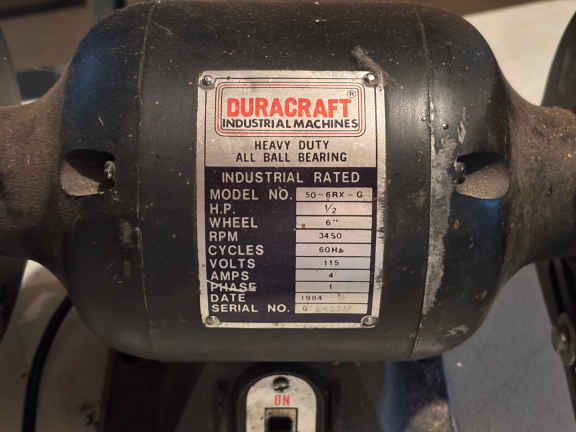 DURACRAFT ®
INDUSTRIAL MACHINES
HEAVY DUTY
ALL BALL BEARING
INDUSTRIAL RATED
MODEL NO. 50-6RX-G
H.P. 1/2
WHEEL 6"
RPM 3450
CYCLES 60Hz
VOLTS 115
AMPS 4
PHASE 1
DATE 1984
SERIAL NO.
ON